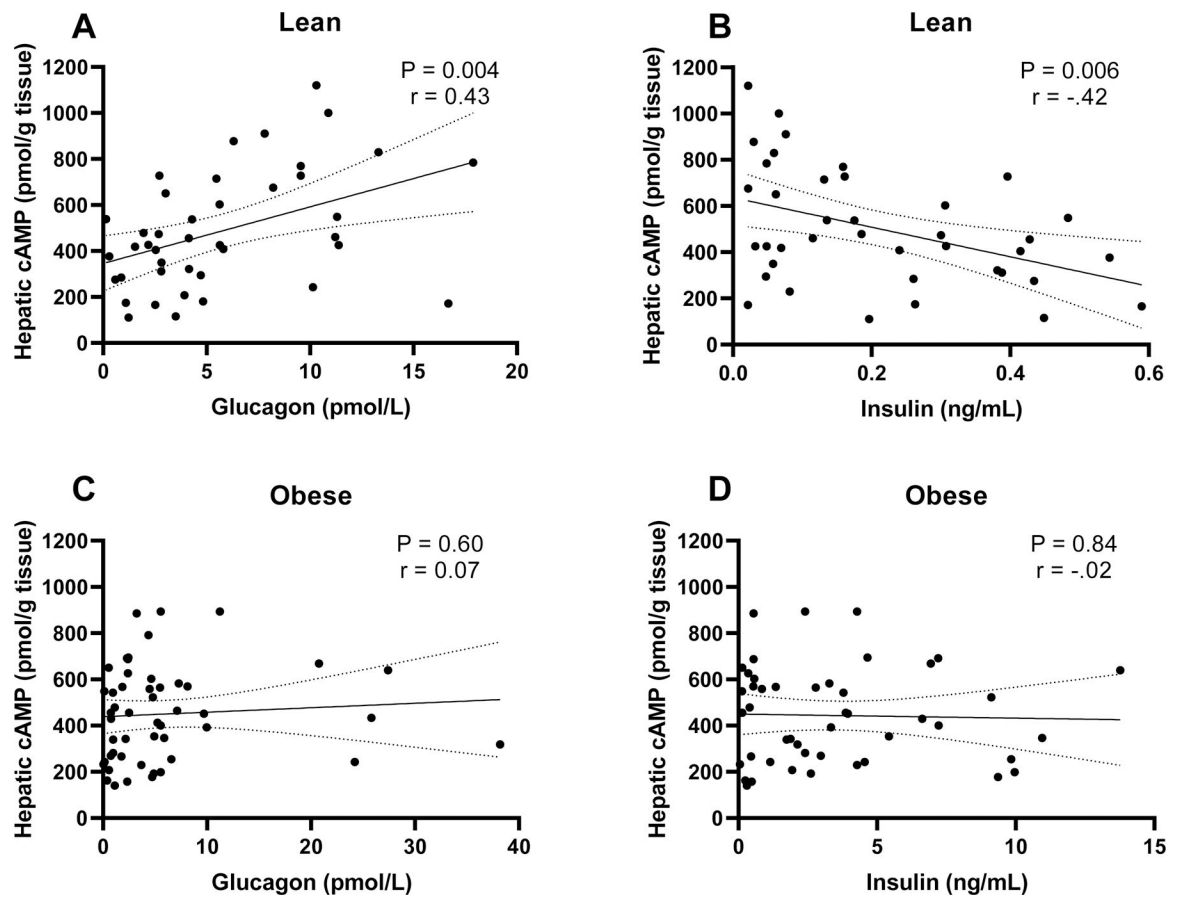 A
Lean
P = 0.004
r = 0.43
Hepatic cAMP (pmol/g tissue)
1200
1000
800
600
400
200
0
0 5 10 15 20
Glucagon (pmol/L)
B
Lean
P = 0.006
r = -.42
Hepatic cAMP (pmol/g tissue)
1200
1000
800
600
400
200
0
0.0 0.2 0.4 0.6
Insulin (ng/mL)
C
Obese
P = 0.60
r = 0.07
Hepatic cAMP (pmol/g tissue)
1200
1000
800
600
400
200
0
0 10 20 30 40
Glucagon (pmol/L)
D
Obese
P = 0.84
r = -.02
Hepatic cAMP (pmol/g tissue)
1200
1000
800
600
400
200
0
0 5 10 15
Insulin (ng/mL)